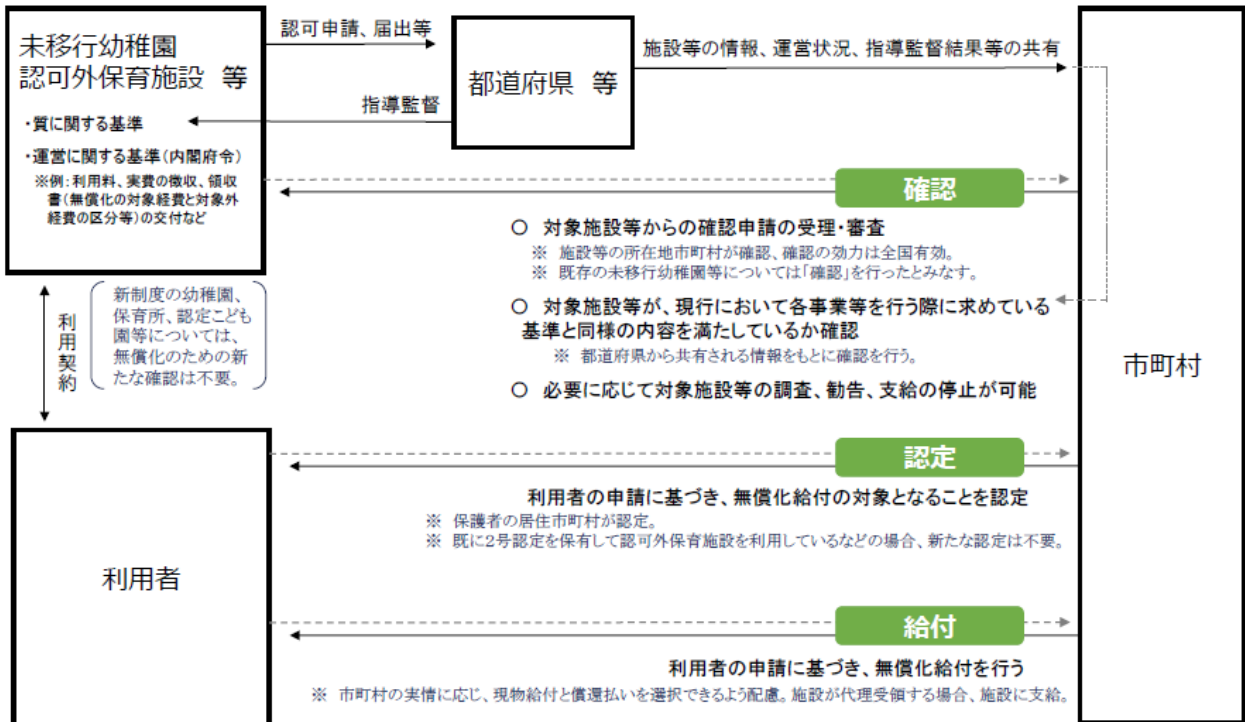 未移行幼稚園
認可外保育施設 等
・質に関する基準
・運営に関する基準(内閣府令)
※例:利用料、実費の徴収、領収
書(無償化の対象経費と対象外
経費の区分等)の交付など
認可申請、届出等
指導監督
都道府県 等
施設等の情報、運営状況、指導監督結果等の共有
市町村
確認
○ 対象施設等からの確認申請の受理・審査
※ 施設等の所在地市町村が確認、確認の効力は全国有効。
※ 既存の未移行幼稚園等については「確認」を行ったとみなす。
○ 対象施設等が、現行において各事業等を行う際に求めている
基準と同様の内容を満たしているか確認
※ 都道府県から共有される情報をもとに確認を行う。
○ 必要に応じて対象施設等の調査、勧告、支給の停止が可能
利用契約
新制度の幼稚園、
保育所、認定こども
園等については、
無償化のための新
たな確認は不要。
利用者
認定
利用者の申請に基づき、無償化給付の対象となることを認定
※ 保護者の居住市町村が認定。
※ 既に2号認定を保有して認可外保育施設を利用しているなどの場合、新たな認定は不要。
給付
利用者の申請に基づき、無償化給付を行う
※ 市町村の実情に応じ、現物給付と償還払いを選択できるよう配慮。施設が代理受領する場合、施設に支給。